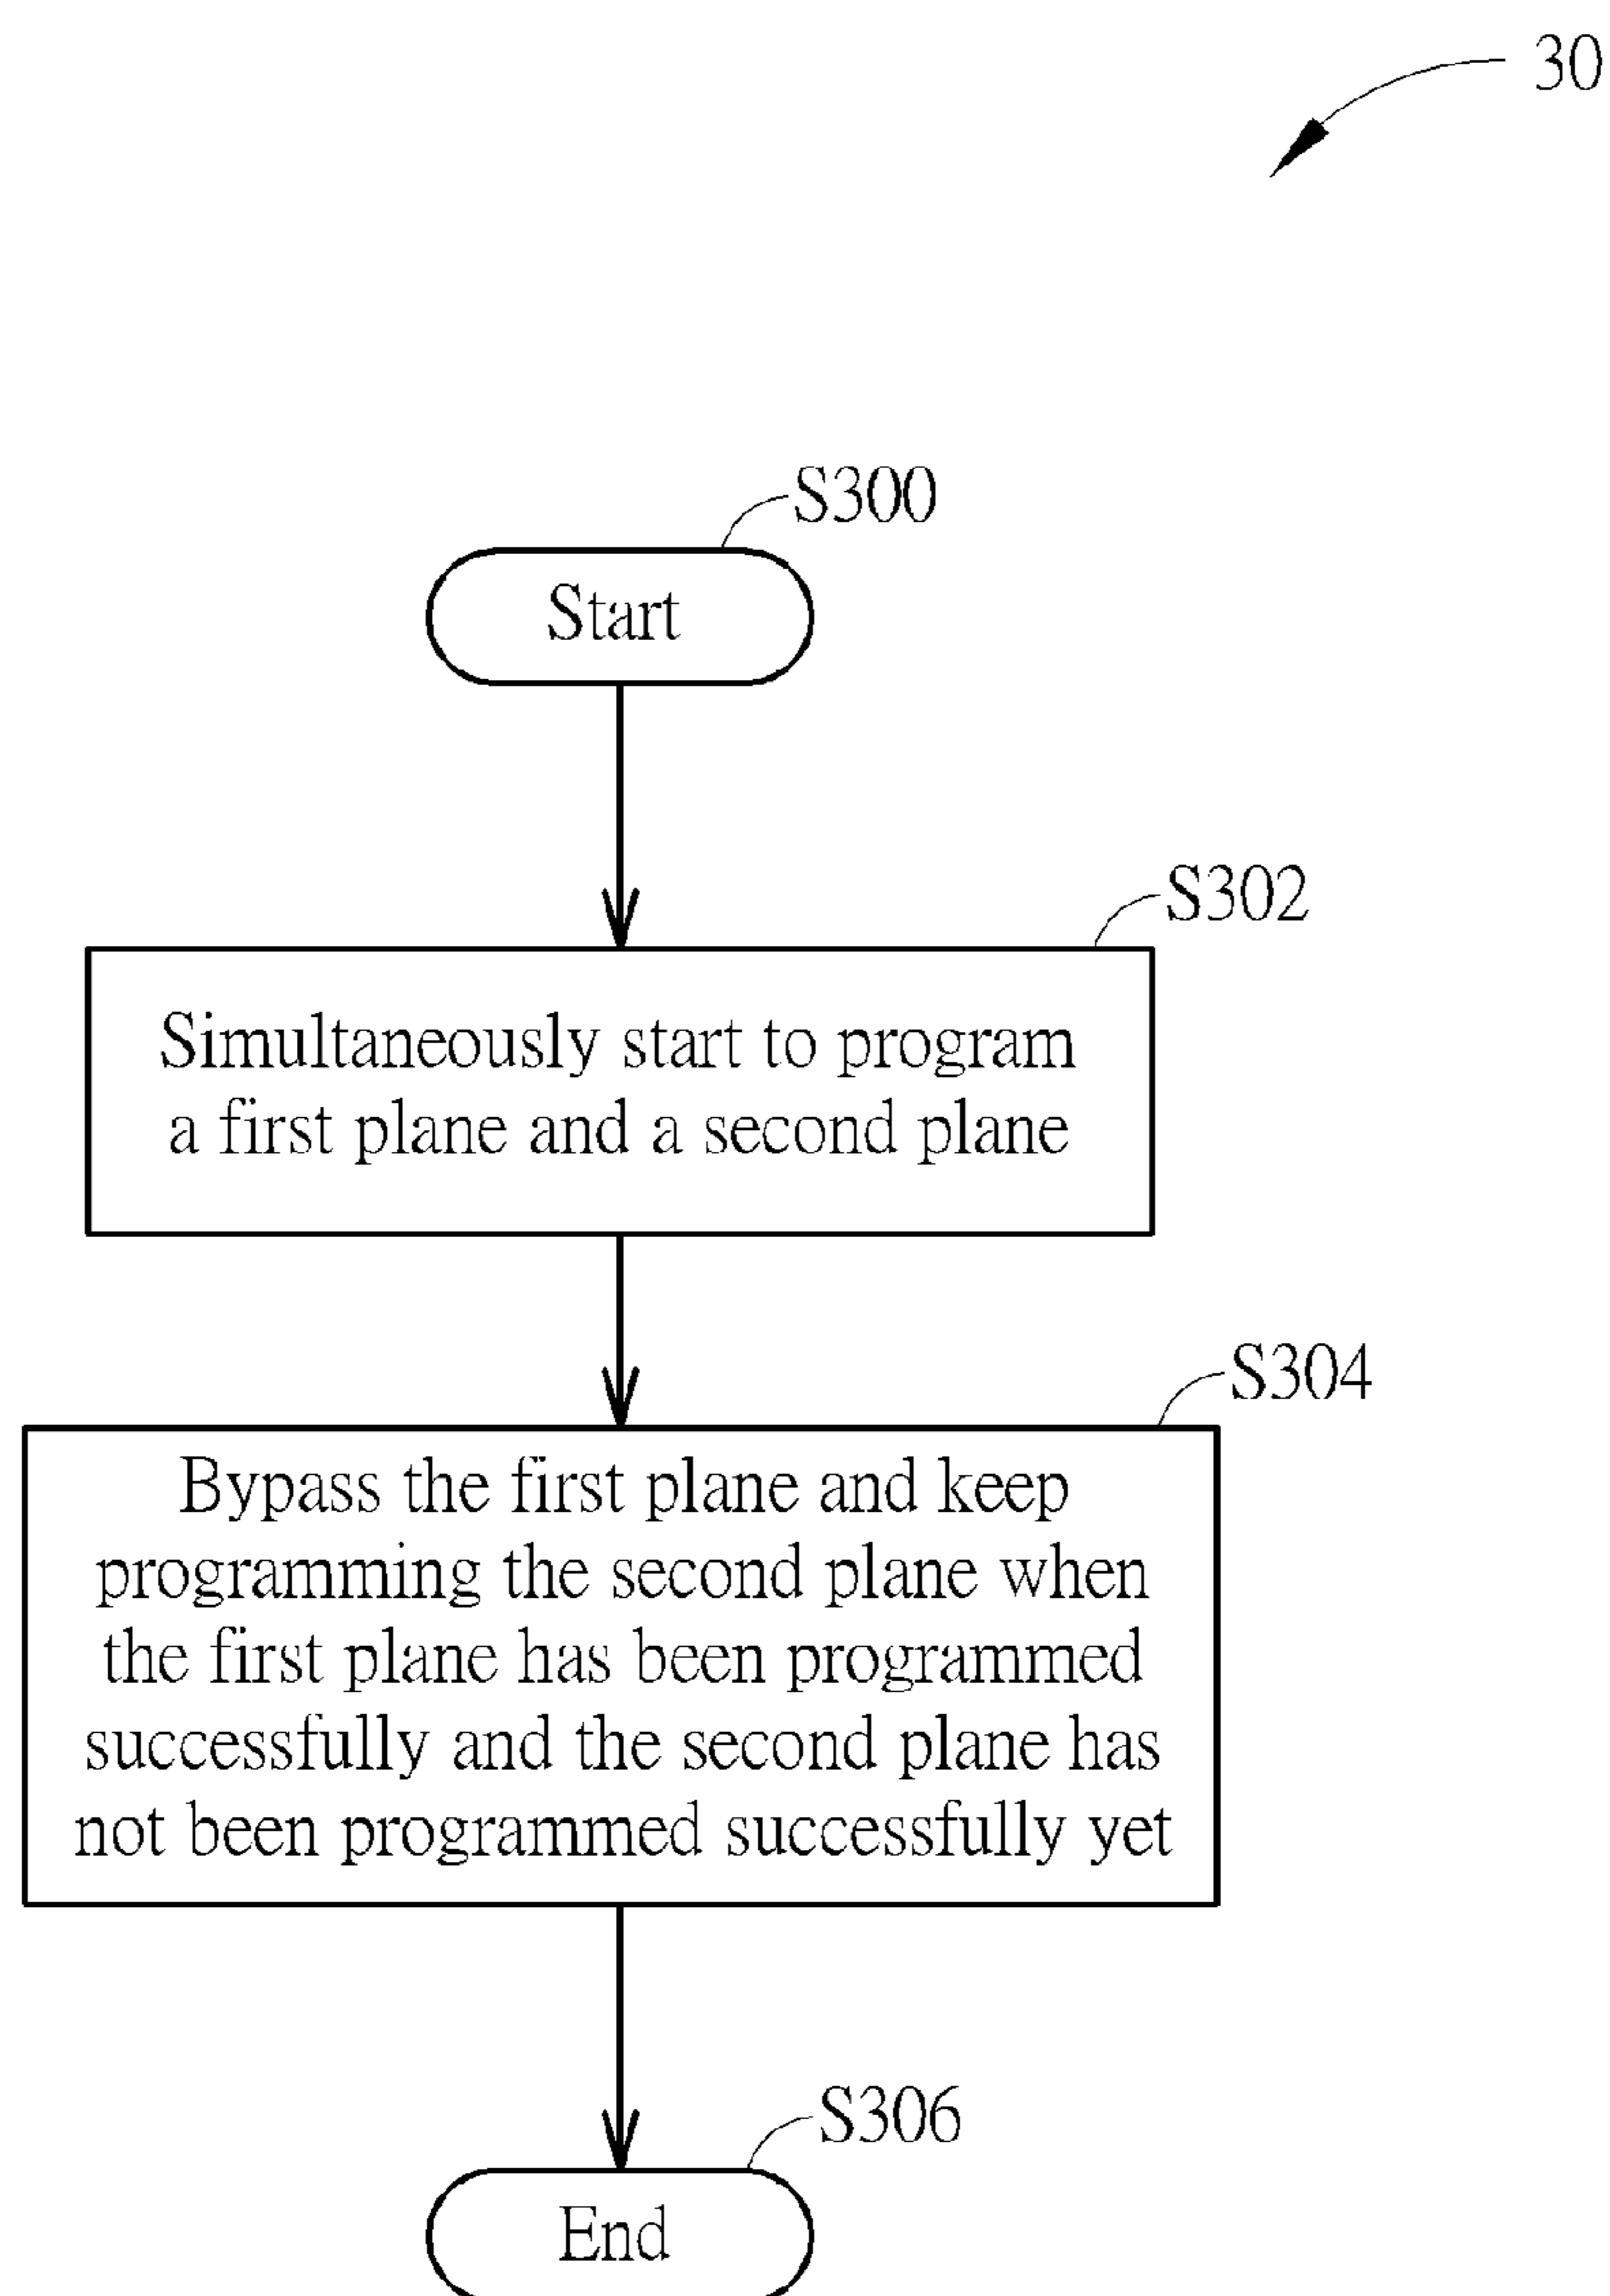 30
S300
Start
S302
Simultaneously start to program
a first plane and a second plane
S304
Bypass the first plane and keep
programming the second plane when
the first plane has been programmed
successfully and the second plane has
not been programmed successfully yet
S306
End